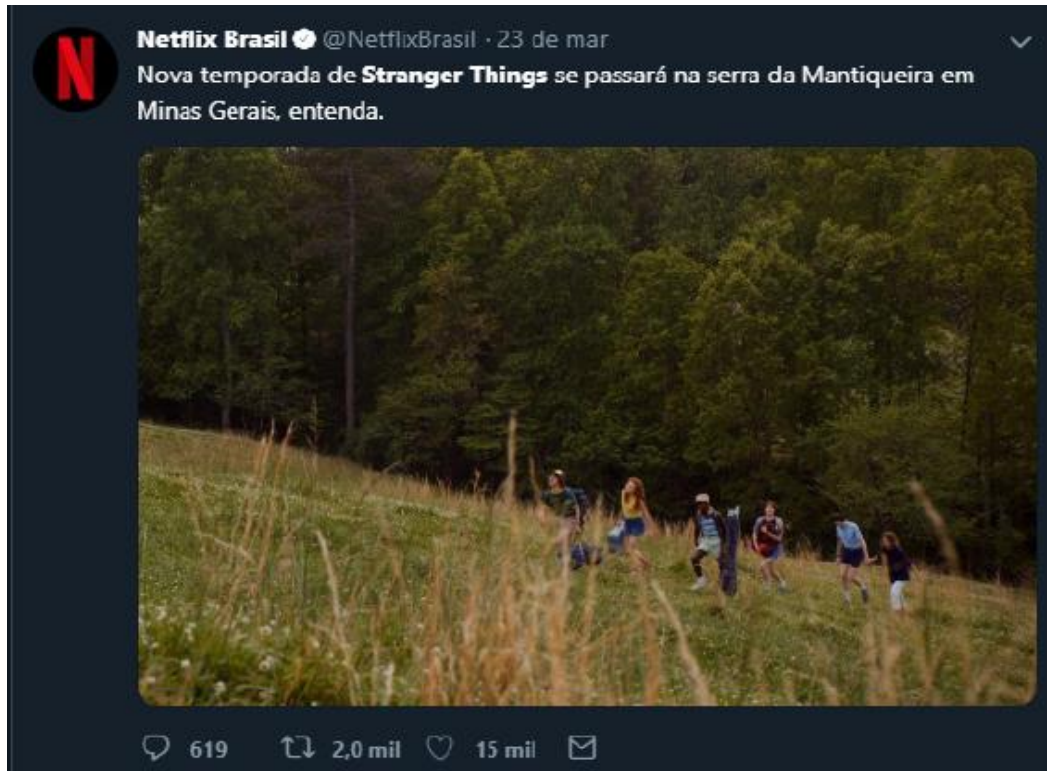 Netflix Brasil @NetflixBrasil · 23 de mar
Nova temporada de Stranger Things se passará na serra da Mantiqueira em
Minas Gerais, entenda.
619 2,0 mil 15 mil